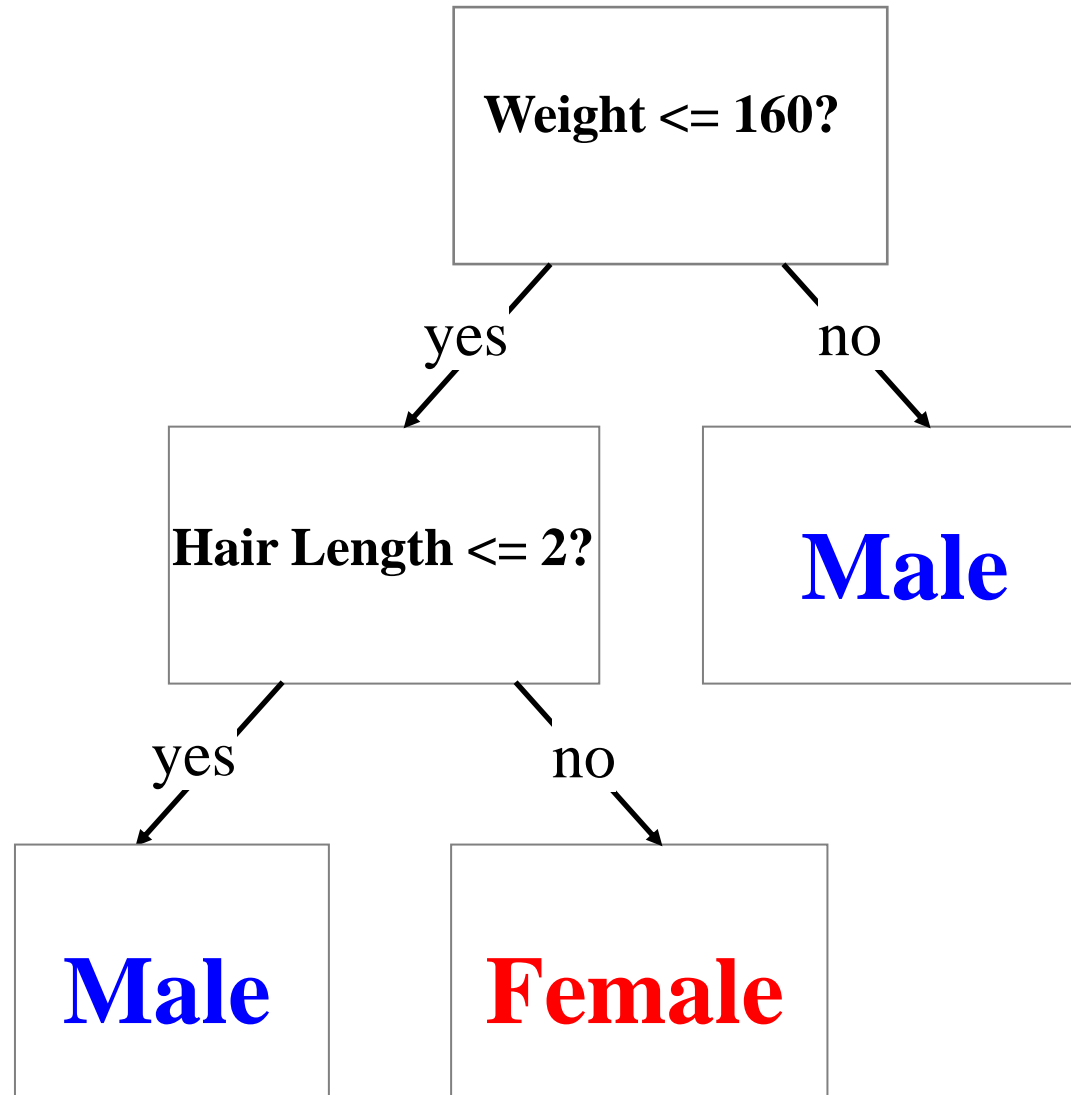 Weight <= 160?
yes
no
Hair Length <= 2?
Male
yes
no
Male
Female